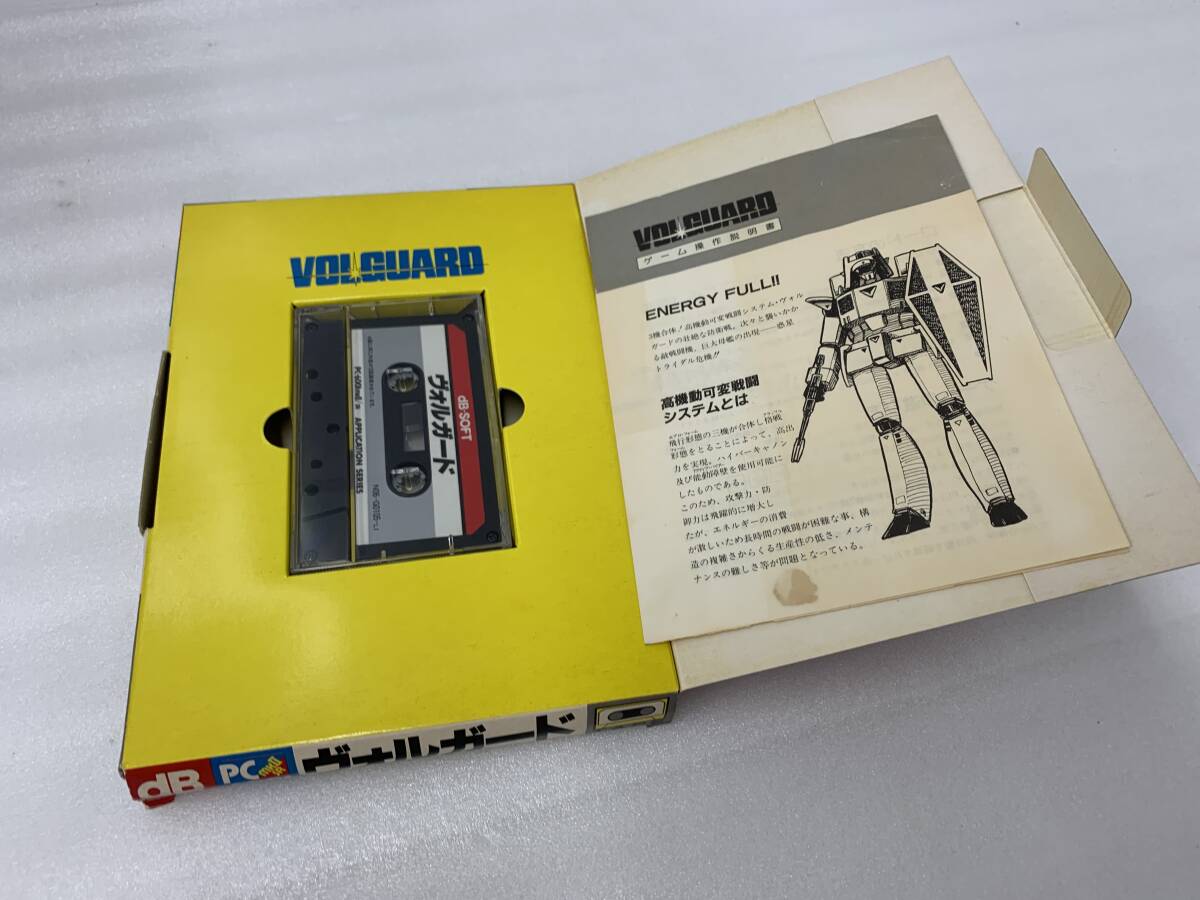 VOLGUARD
dB-SOFT
ヴォルガード
APPLICATION SERIES
dB
PC
ヴォルガード
VOLGUARD
ゲーム操作説明書
ENERGY FULL!!
3機合体!高機動可変戦闘システム・ヴォル
ガードの壮絶な防衛戦。次々と襲いかか
る敵戦闘機、巨大母艦の出現——惑星
トライダル危機!!
高機動可変戦闘
システムとは
飛行形態の三機が合体し格戦
形態をとることによって、高出
力を実現。ハイパーキャノン
及び能動障壁を使用可能に
したものである。
このため、攻撃力・防
御力は飛躍的に増大し
たが、エネルギーの消費
が激しいため長時間の戦闘が困難な事、構
造の複雑さからくる生産性の低さ、メンテ
ナンスの難しさ等が問題となっている。